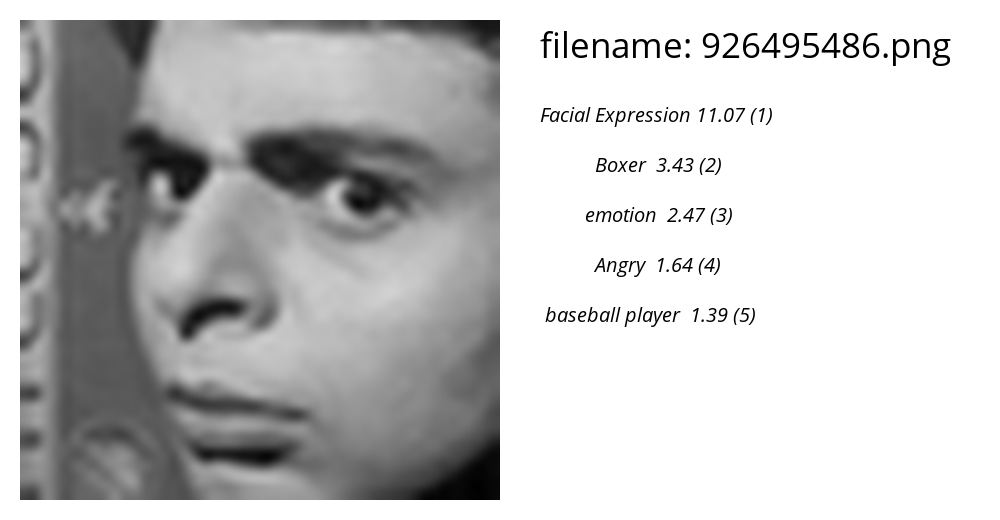 filename: 926495486.png
Facial Expression 11.07 (1)
Boxer 3.43 (2)
emotion 2.47 (3)
Angry 1.64 (4)
baseball player 1.39 (5)